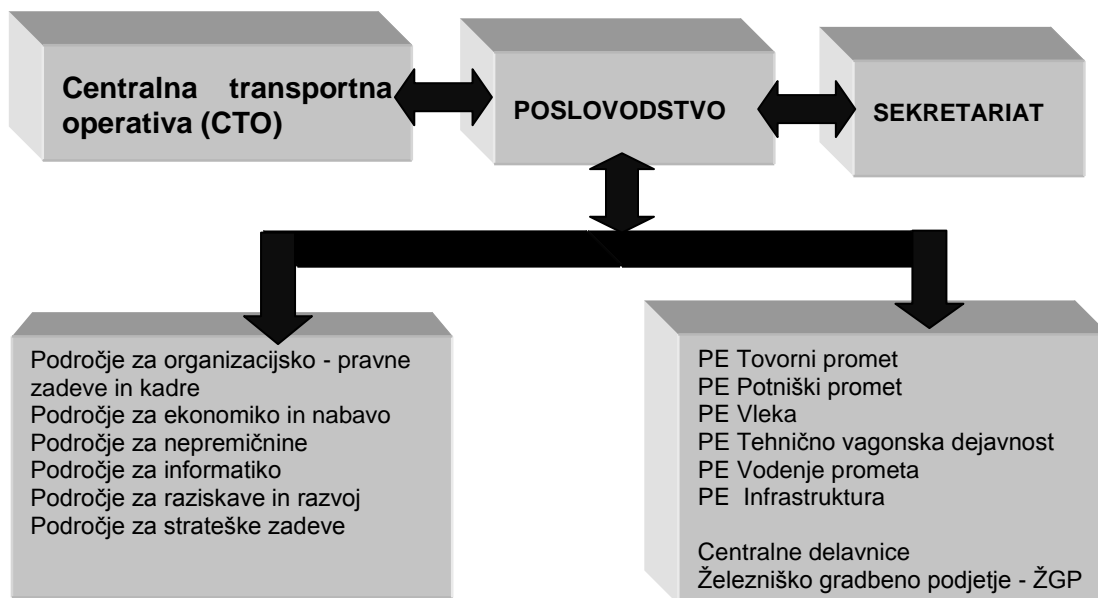 Centralna transportna
operativa (CTO)
POSLOVODSTVO
SEKRETARIAT
Področje za organizacijsko - pravne
zadeve in kadre
Področje za ekonomiko in nabavo
Področje za nepremičnine
Področje za informatiko
Področje za raziskave in razvoj
Področje za strateške zadeve
PE Tovorni promet
PE Potniški promet
PE Vleka
PE Tehnično vagonska dejavnost
PE Vodenje prometa
PE Infrastruktura
Centralne delavnice
Železniško gradbeno podjetje - ŽGP